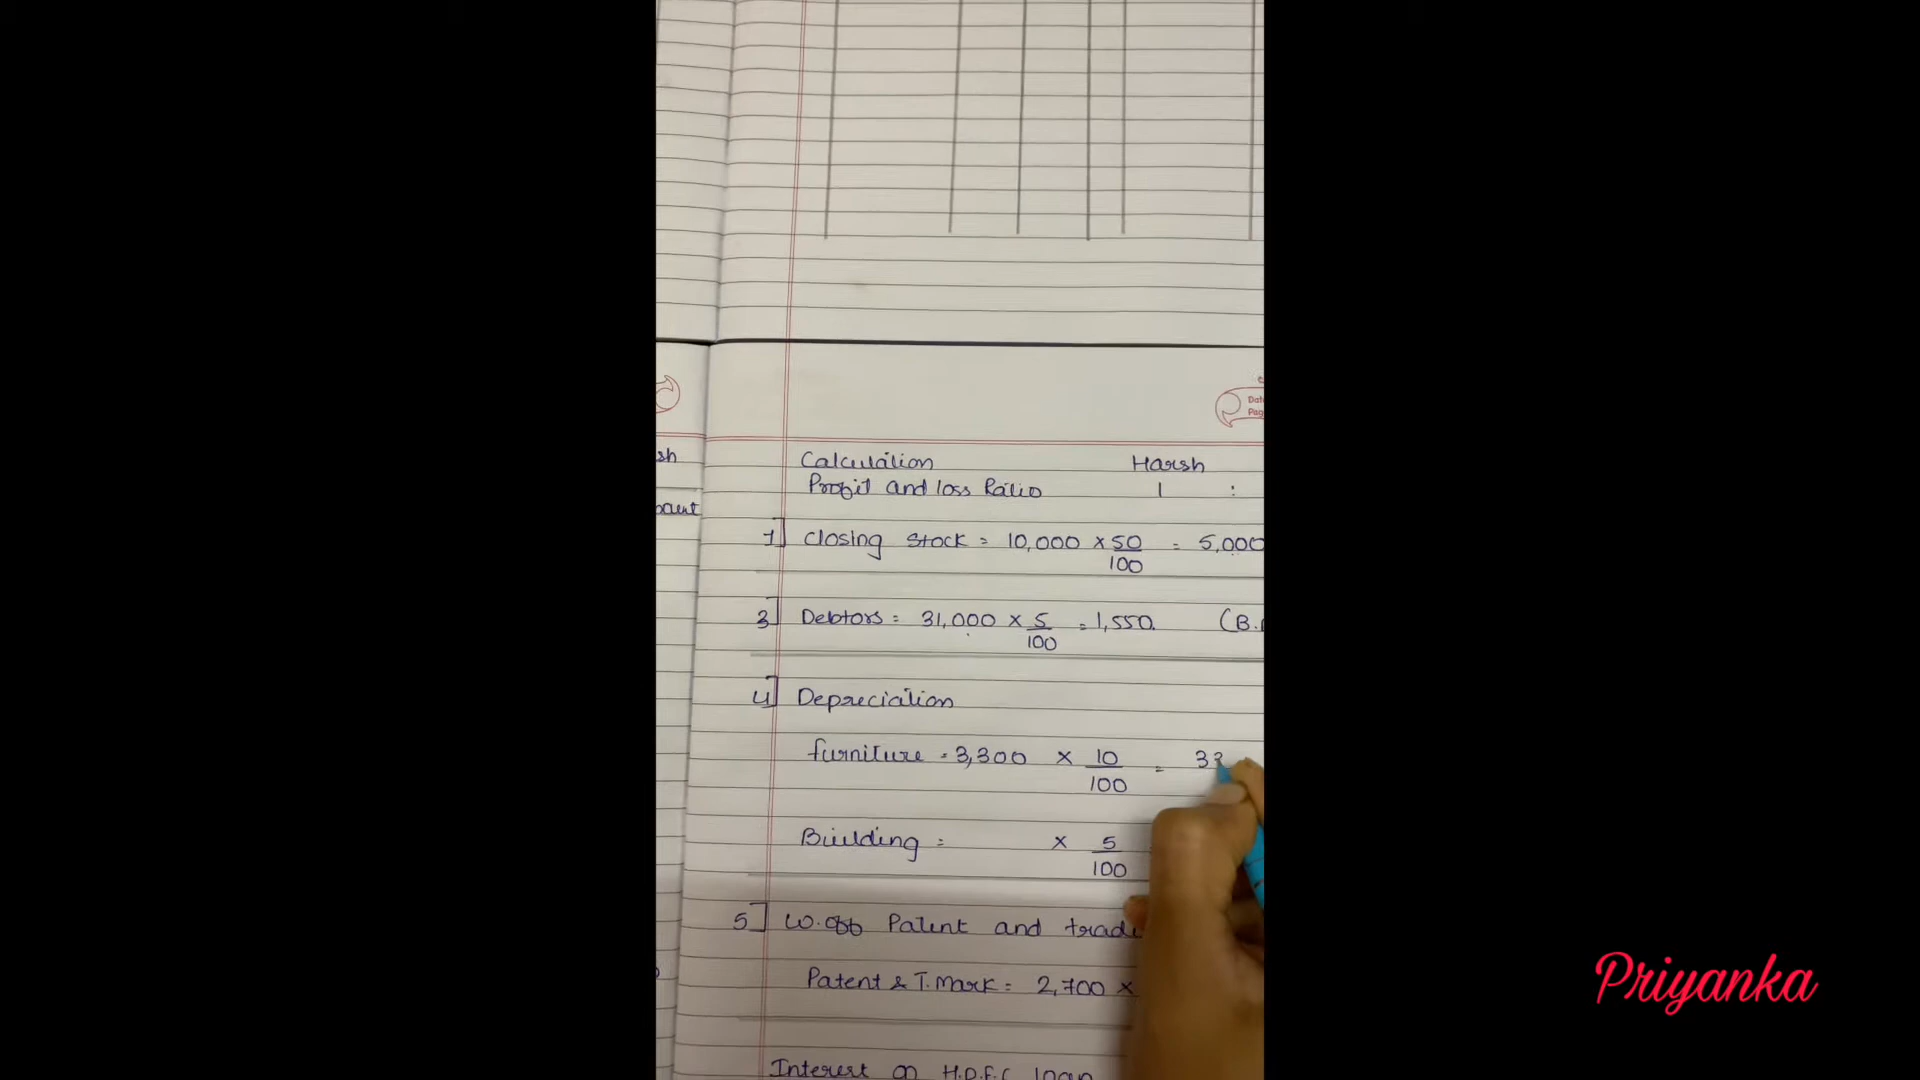 sh
Calculation Harsh
Profit and loss Ratio 1 :
1] Closing Stock = 10,000 × 50/100 = 5,000
3] Debtors = 31,000 × 5/100 = 1,550. (B.
4] Depreciation
furniture = 3,300 × 10/100 = 33
Building = × 5/100
5] W.off Patent and trade
Patent & T.Mark = 2,700 ×
Interest on H.D.F.C loan
Priyanka